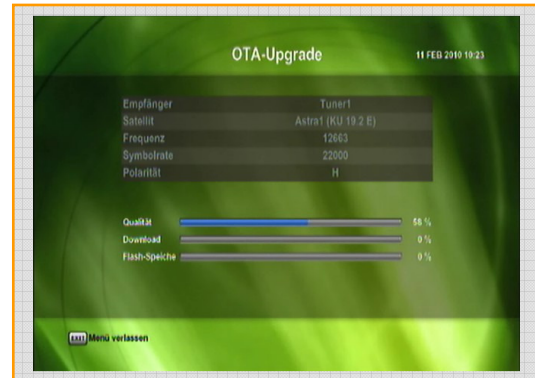 OTA-Upgrade
11 FEB 2010 10:23
Empfänger Tuner1
Satellit Astra1 (KU 19.2 E)
Frequenz 12663
Symbolrate 22000
Polarität H
Qualität 58 %
Download 0 %
Flash-Speiche 0 %
EXIT Menü verlassen